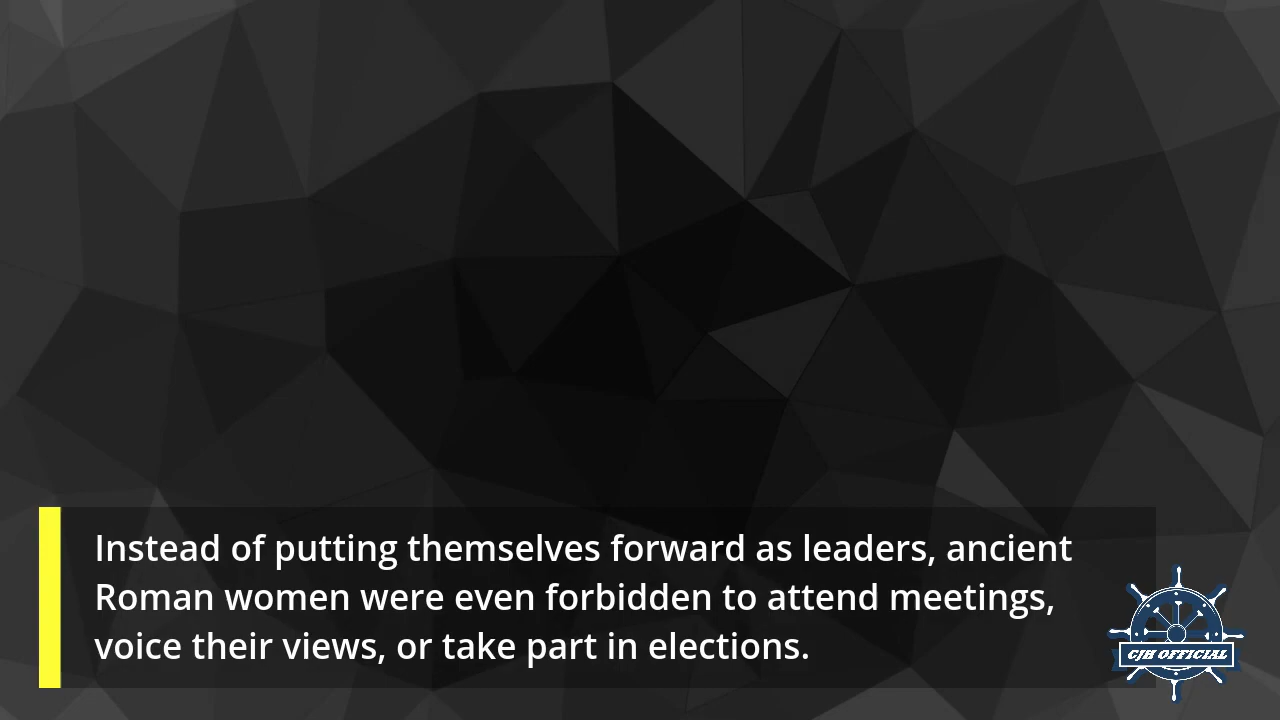 Instead of putting themselves forward as leaders, ancient
Roman women were even forbidden to attend meetings,
voice their views, or take part in elections.
CJH OFFICIAL